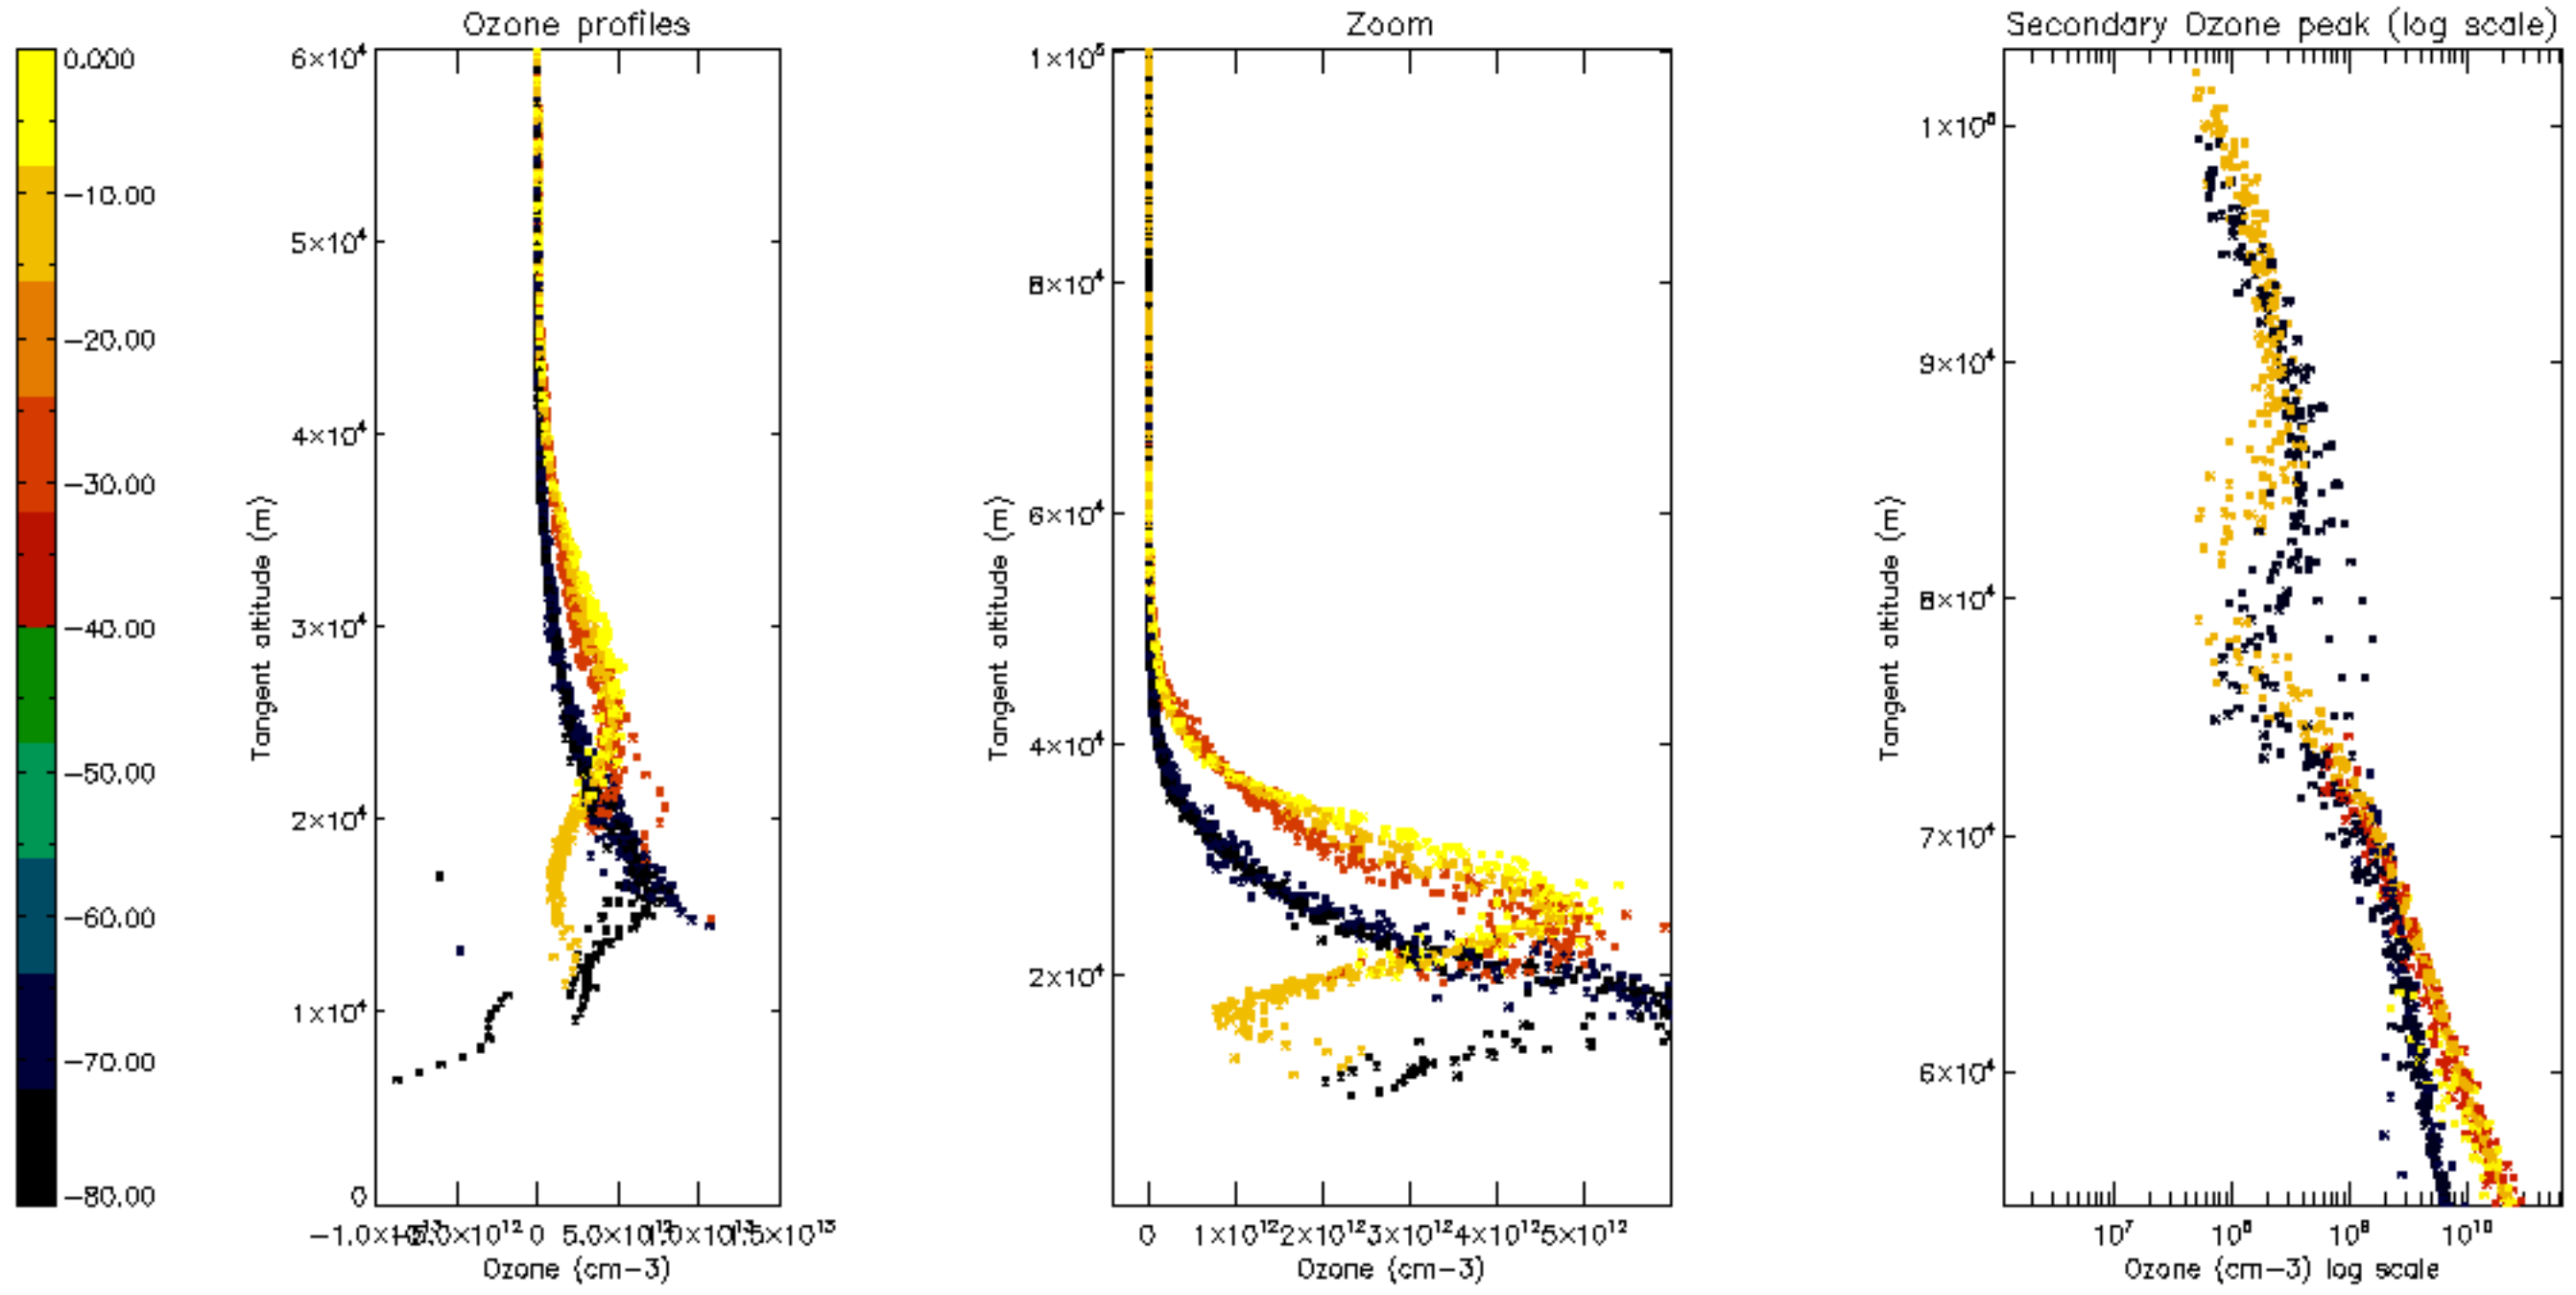 Ozone profiles
Zoom
Secondary Ozone peak (log scale)
0.000
−10.00
−20.00
−30.00
−40.00
−50.00
−60.00
−70.00
−80.00
6×10⁴
5×10⁴
4×10⁴
3×10⁴
2×10⁴
1×10⁴
0
Tangent altitude (m)
0
Ozone (cm−3)
1×10⁵
8×10⁴
6×10⁴
4×10⁴
2×10⁴
Tangent altitude (m)
0 1×10¹² 2×10¹² 3×10¹² 4×10¹² 5×10¹²
Ozone (cm−3)
1×10⁵
9×10⁴
8×10⁴
7×10⁴
6×10⁴
Tangent altitude (m)
10⁷ 10⁸ 10⁹ 10¹⁰
Ozone (cm−3) log scale